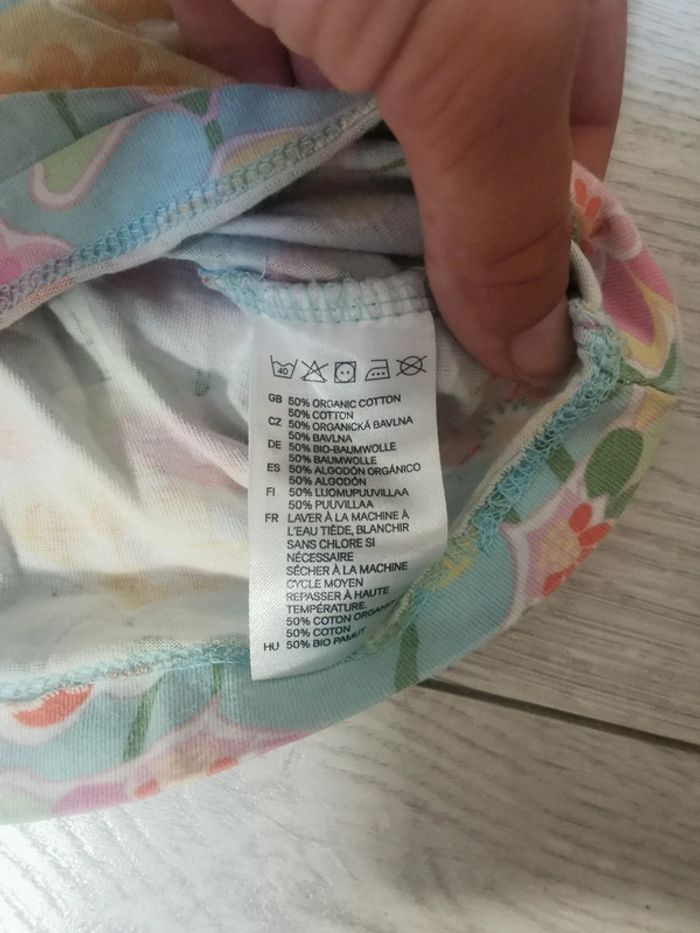 40
GB 50% ORGANIC COTTON
50% COTTON
CZ 50% ORGANICKÁ BAVLNA
50% BAVLNA
DE 50% BIO-BAUMWOLLE
50% BAUMWOLLE
ES 50% ALGODÓN ORGÁNICO
50% ALGODÓN
FI 50% LUOMUPUUVILLAA
50% PUUVILLAA
FR LAVER À LA MACHINE À
L'EAU TIÈDE, BLANCHIR
SANS CHLORE SI
NÉCESSAIRE
SÉCHER À LA MACHINE
CYCLE MOYEN
REPASSER À HAUTE
TEMPÉRATURE.
50% COTON ORGANI
50% COTON
HU 50% BIO PAMUT